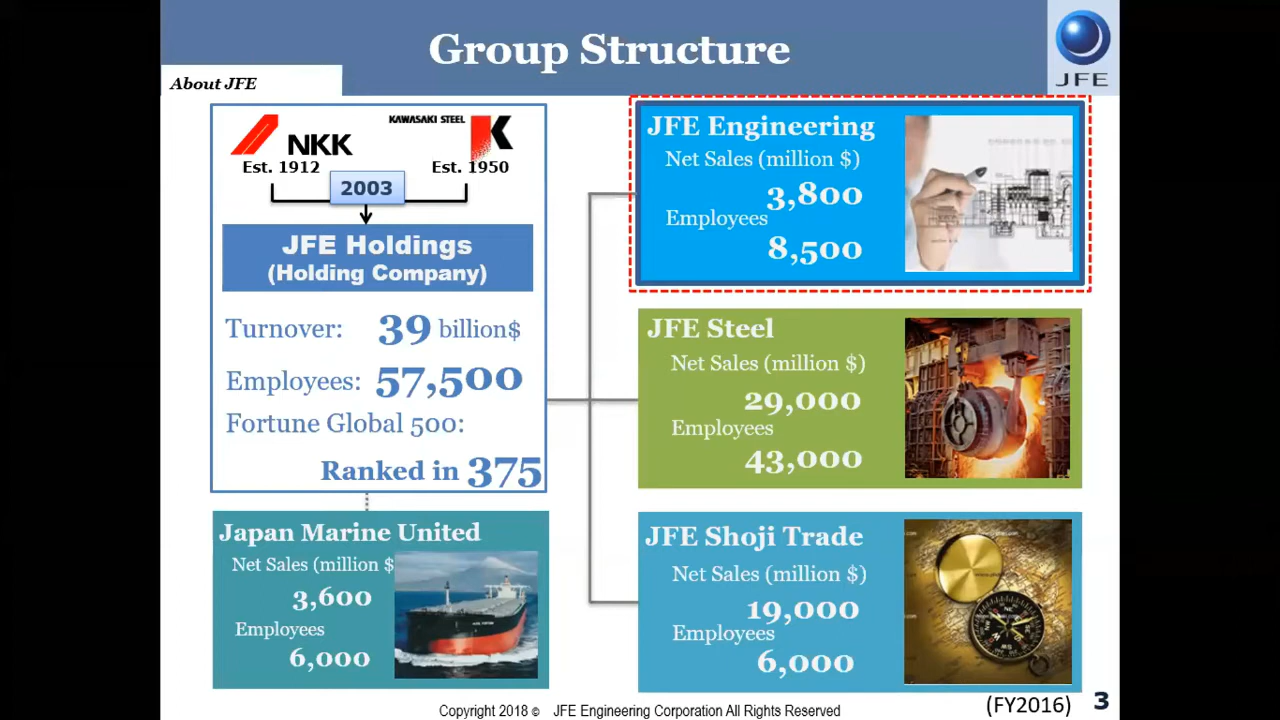 Group Structure
JFE
About JFE
NKK
Est. 1912
KAWASAKI STEEL
Est. 1950
2003
JFE Holdings
(Holding Company)
Turnover: 39 billion$
Employees: 57,500
Fortune Global 500:
Ranked in 375
Japan Marine United
Net Sales (million $
3,600
Employees
6,000
JFE Engineering
Net Sales (million $)
3,800
Employees
8,500
JFE Steel
Net Sales (million $)
29,000
Employees
43,000
JFE Shoji Trade
Net Sales (million $)
19,000
Employees
6,000
(FY2016)
3
Copyright 2018 © JFE Engineering Corporation All Rights Reserved